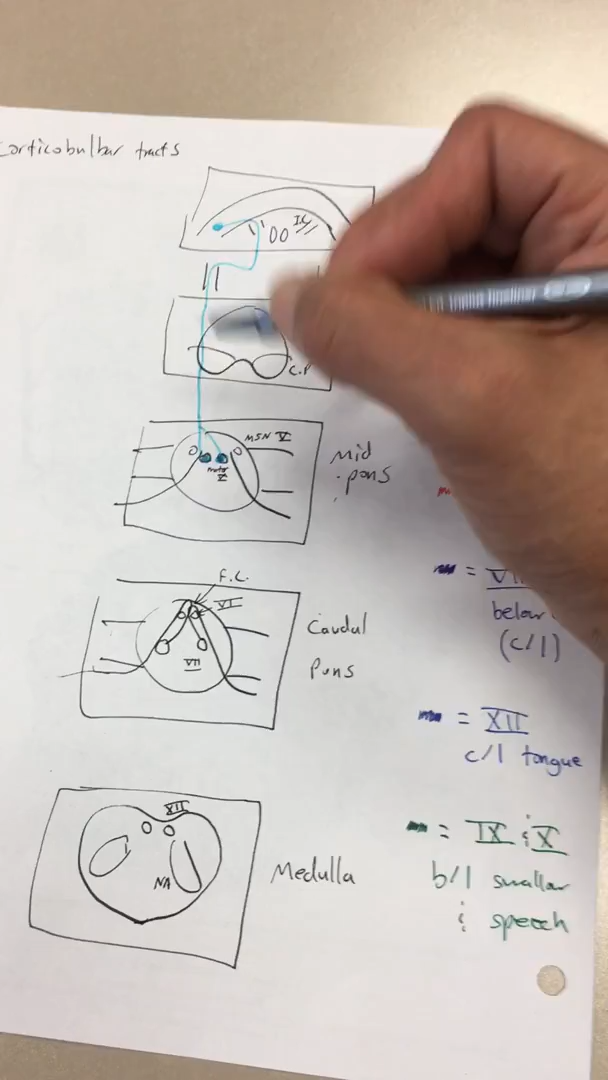 Corticobulbar tracts
I.C
C.P
MSN V
motor
V
Mid
pons
F.C.
VI
VII
Caudal
Pons
XII
NA
Medulla
= VII
below
(c/l)
= XII
c/l tongue
= IX & X
b/l swallow
& speech